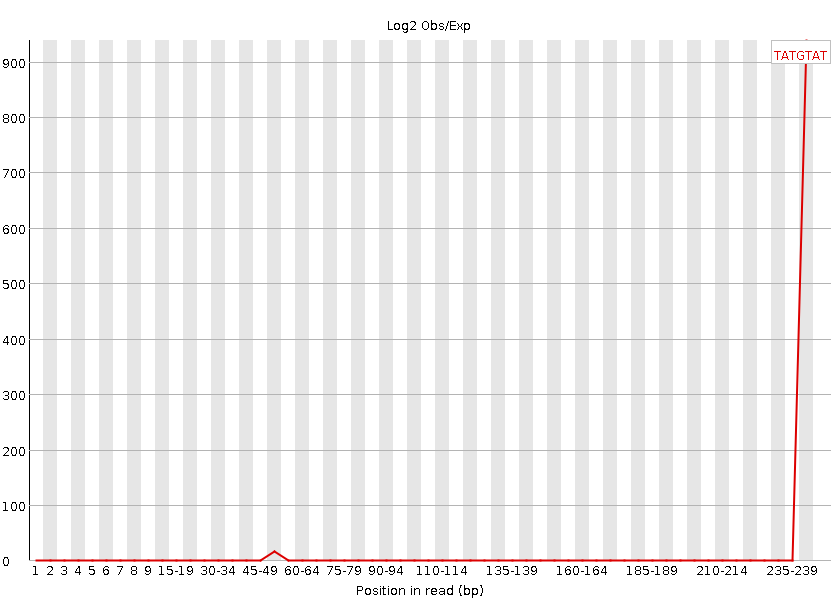 Log2 Obs/Exp
TATGTAT
900
800
700
600
500
400
300
200
100
0
1 2 3 4 5 6 7 8 9 15-19 30-34 45-49 60-64 75-79 90-94 110-114 135-139 160-164 185-189 210-214 235-239
Position in read (bp)